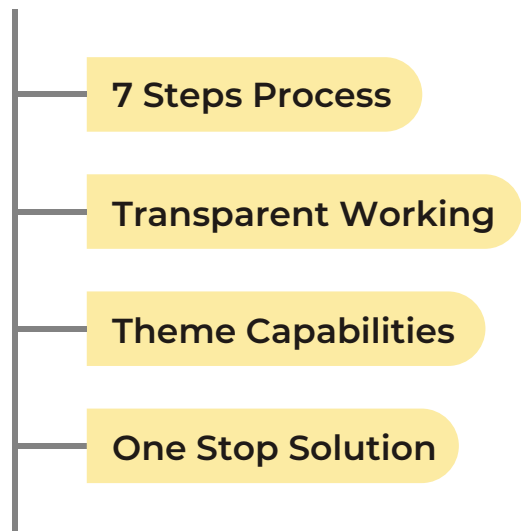 7 Steps Process
Transparent Working
Theme Capabilities
One Stop Solution